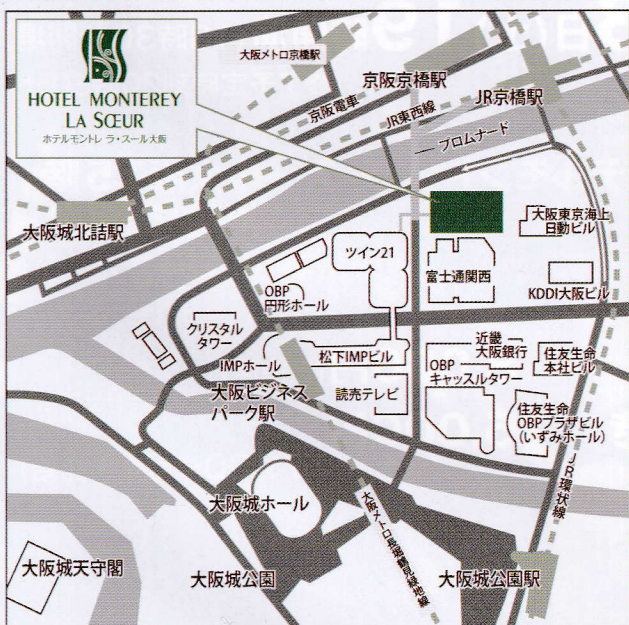 HOTEL MONTEREY
LA SŒUR
ホテルモントレ ラ・スール大阪
大阪メトロ京橋駅
京阪京橋駅
JR京橋駅
京阪電車
JR東西線
プロムナード
大阪城北詰駅
ツイン21
大阪東京海上
日動ビル
富士通関西
KDDI大阪ビル
OBP
円形ホール
クリスタル
タワー
IMPホール
松下IMPビル
近畿
大阪銀行
OBP
キャッスルタワー
住友生命
本社ビル
大阪ビジネス
パーク駅
読売テレビ
住友生命
OBPプラザビル
(いずみホール)
JR環状線
大阪城ホール
大阪メトロ長堀鶴見緑地線
大阪城天守閣
大阪城公園
大阪城公園駅